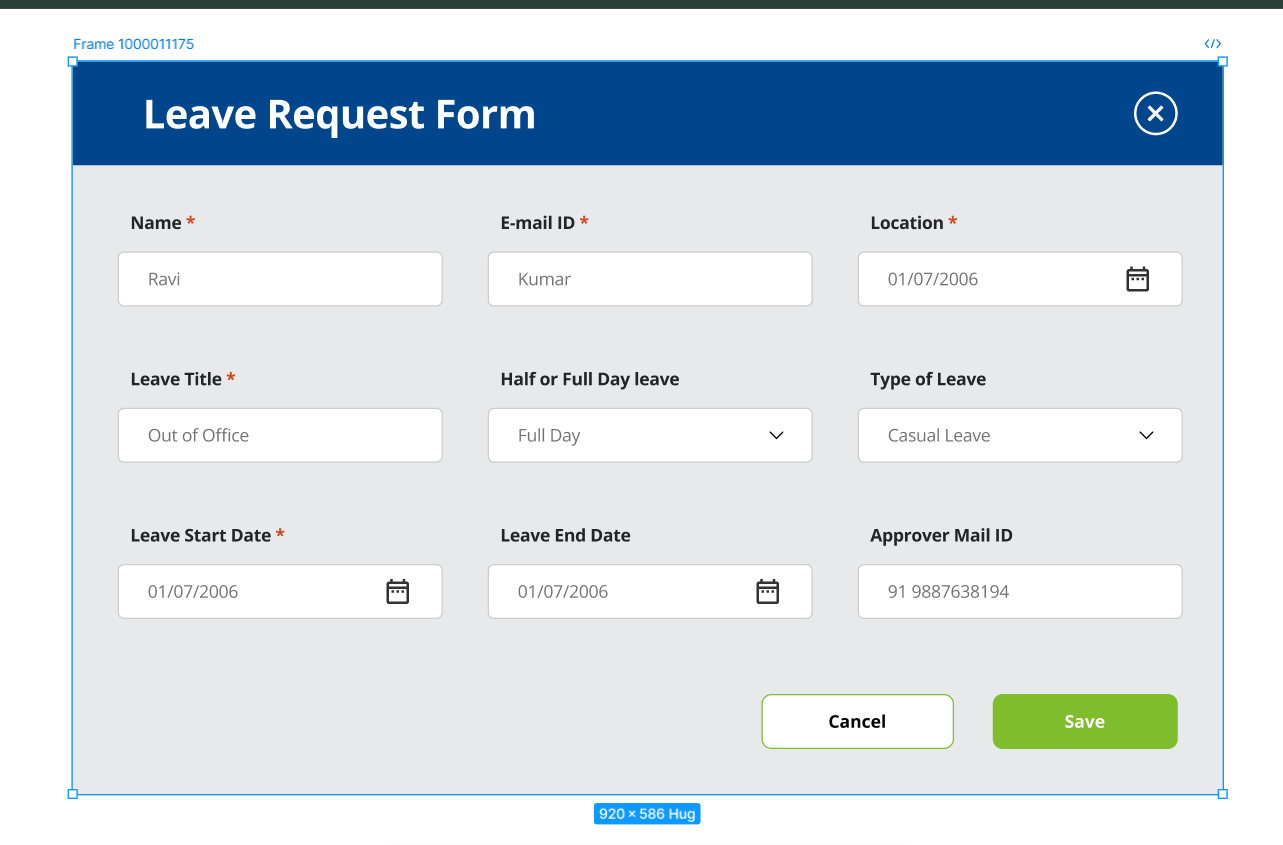 Frame 1000011175
</>
Leave Request Form
Name * E-mail ID * Location *
Ravi Kumar 01/07/2006
Leave Title * Half or Full Day leave Type of Leave
Out of Office Full Day Casual Leave
Leave Start Date * Leave End Date Approver Mail ID
01/07/2006 01/07/2006 91 9887638194
Cancel Save
920 × 586 Hug